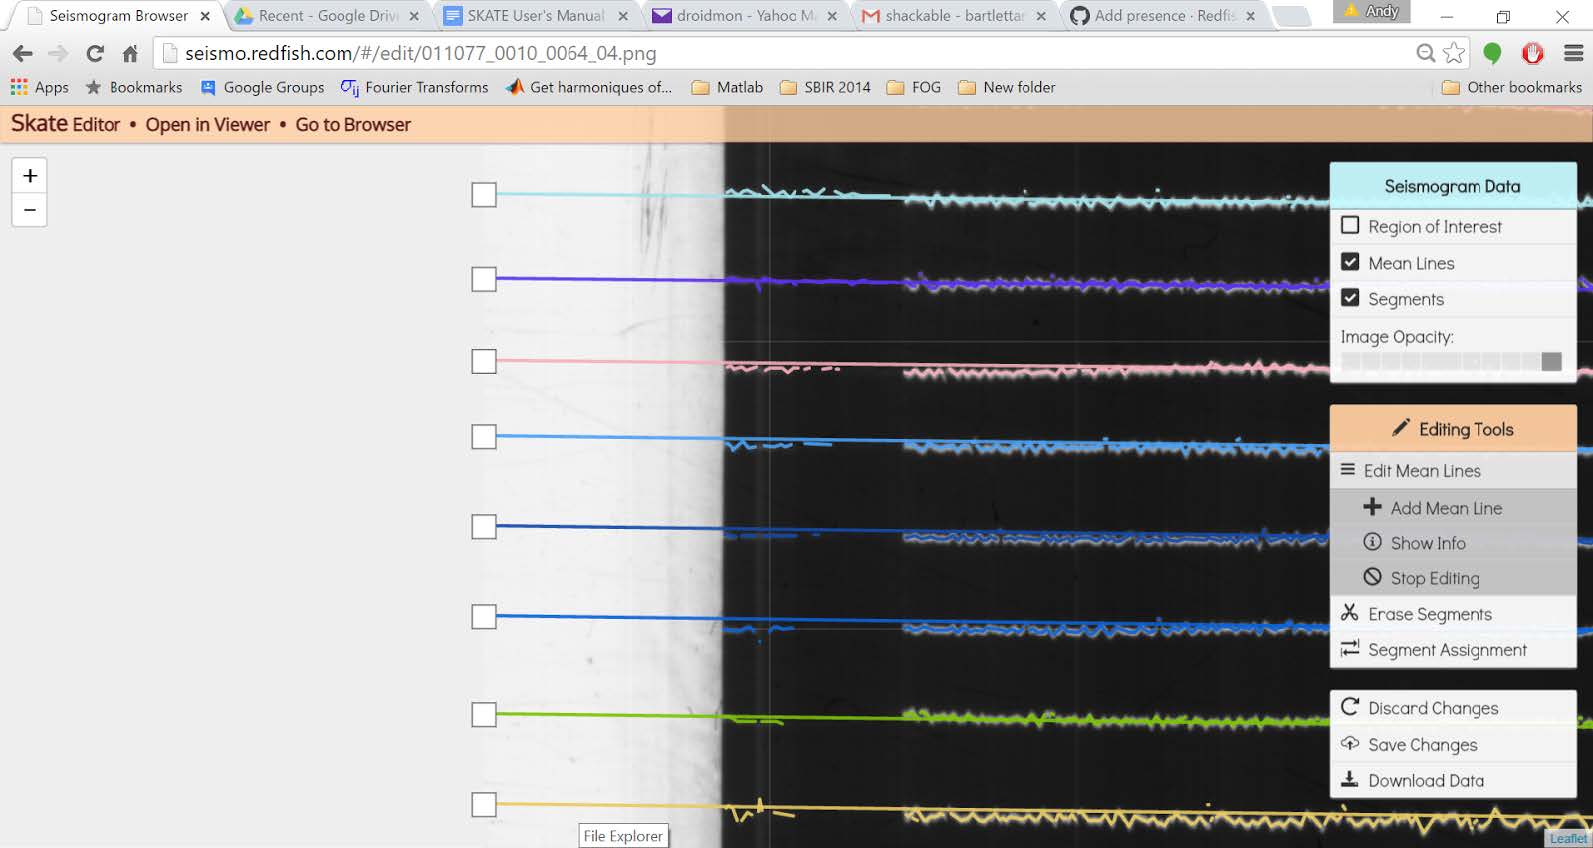 Seismogram Browser
Recent - Google Drive
SKATE User's Manual
droidmon - Yahoo Ma
shackable - bartlettar
Add presence · Redfis
Andy
seismo.redfish.com/#/edit/011077_0010_0064_04.png
Apps Bookmarks Google Groups Fourier Transforms Get harmoniques of... Matlab SBIR 2014 FOG New folder Other bookmarks
Skate Editor • Open in Viewer • Go to Browser
+
−
Seismogram Data
Region of Interest
Mean Lines
Segments
Image Opacity:
Editing Tools
Edit Mean Lines
Add Mean Line
Show Info
Stop Editing
Erase Segments
Segment Assignment
Discard Changes
Save Changes
Download Data
File Explorer
Leaflet